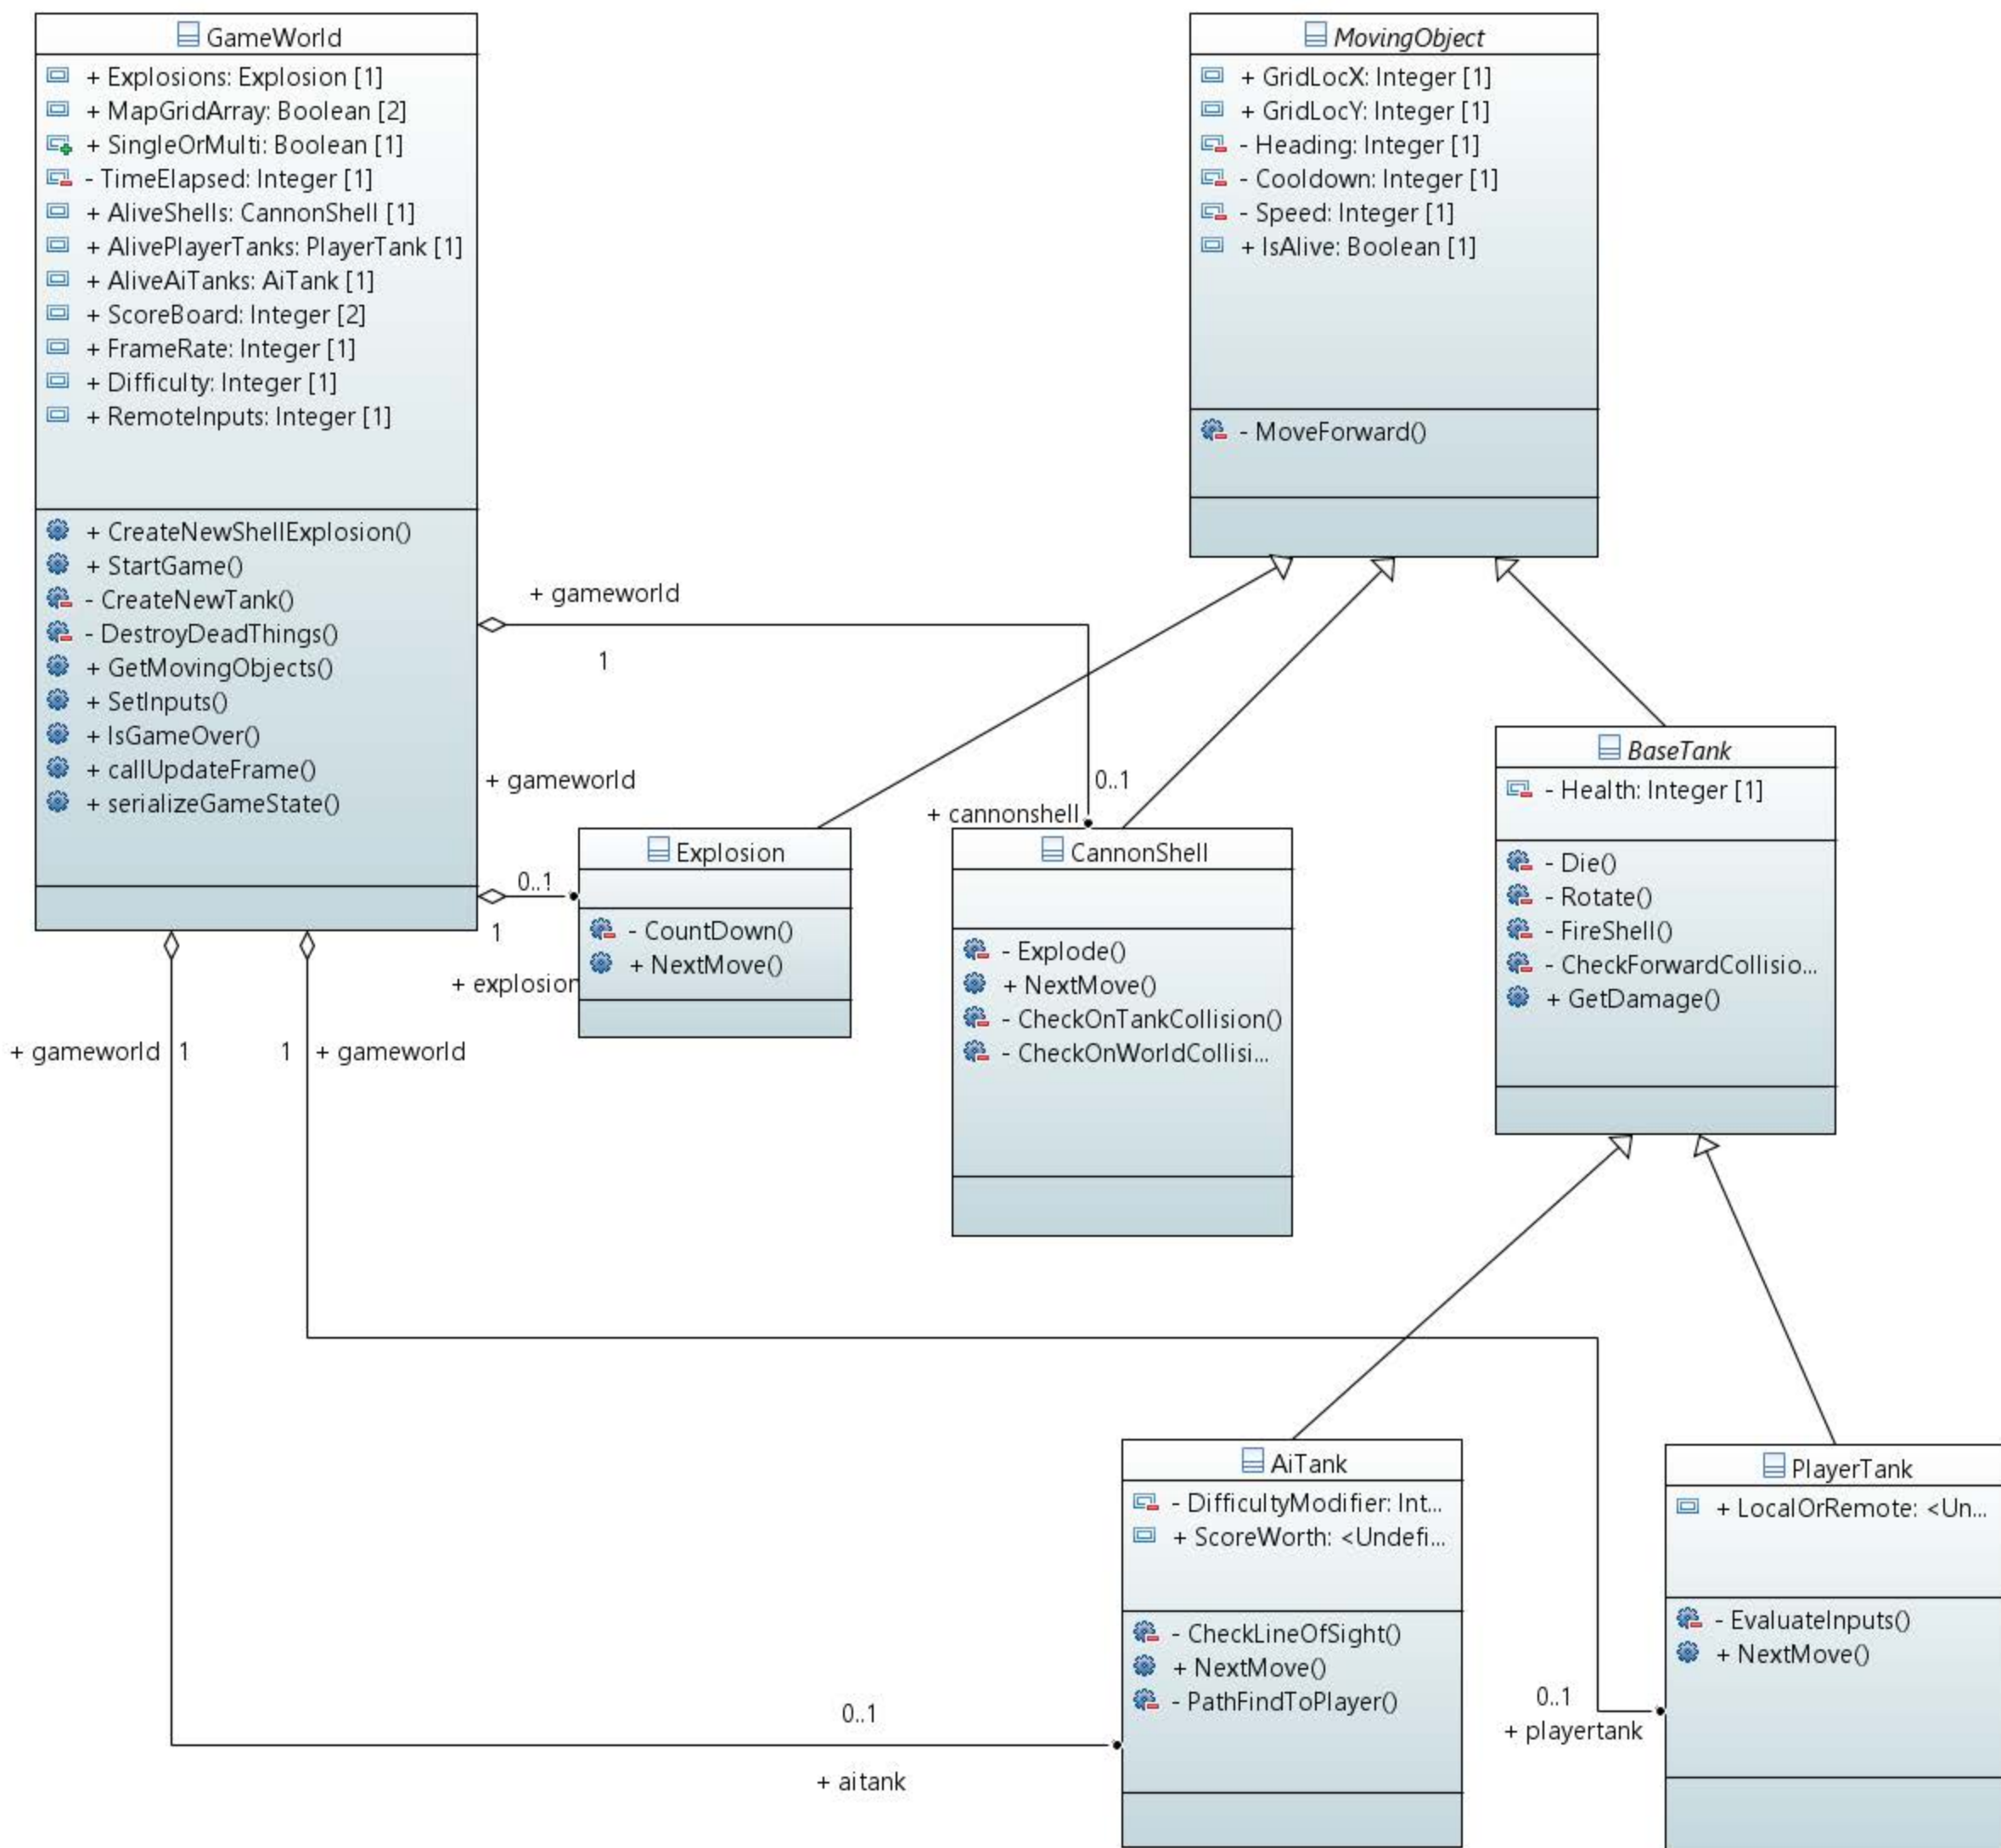 GameWorld
+ Explosions: Explosion [1]
+ MapGridArray: Boolean [2]
+ SingleOrMulti: Boolean [1]
- TimeElapsed: Integer [1]
+ AliveShells: CannonShell [1]
+ AlivePlayerTanks: PlayerTank [1]
+ AliveAiTanks: AiTank [1]
+ ScoreBoard: Integer [2]
+ FrameRate: Integer [1]
+ Difficulty: Integer [1]
+ RemoteInputs: Integer [1]
+ CreateNewShellExplosion()
+ StartGame()
- CreateNewTank()
- DestroyDeadThings()
+ GetMovingObjects()
+ SetInputs()
+ IsGameOver()
+ callUpdateFrame()
+ serializeGameState()
MovingObject
+ GridLocX: Integer [1]
+ GridLocY: Integer [1]
- Heading: Integer [1]
- Cooldown: Integer [1]
- Speed: Integer [1]
+ IsAlive: Boolean [1]
- MoveForward()
+ gameworld
1
0..1
+ cannonshell
+ gameworld
0..1
1
+ explosion
Explosion
- CountDown()
+ NextMove()
CannonShell
- Explode()
+ NextMove()
- CheckOnTankCollision()
- CheckOnWorldCollisi...
BaseTank
- Health: Integer [1]
- Die()
- Rotate()
- FireShell()
- CheckForwardCollisio...
+ GetDamage()
+ gameworld 1
1 + gameworld
AiTank
- DifficultyModifier: Int...
+ ScoreWorth: <Undefi...
- CheckLineOfSight()
+ NextMove()
- PathFindToPlayer()
PlayerTank
+ LocalOrRemote: <Un...
- EvaluateInputs()
+ NextMove()
0..1
+ aitank
0..1
+ playertank